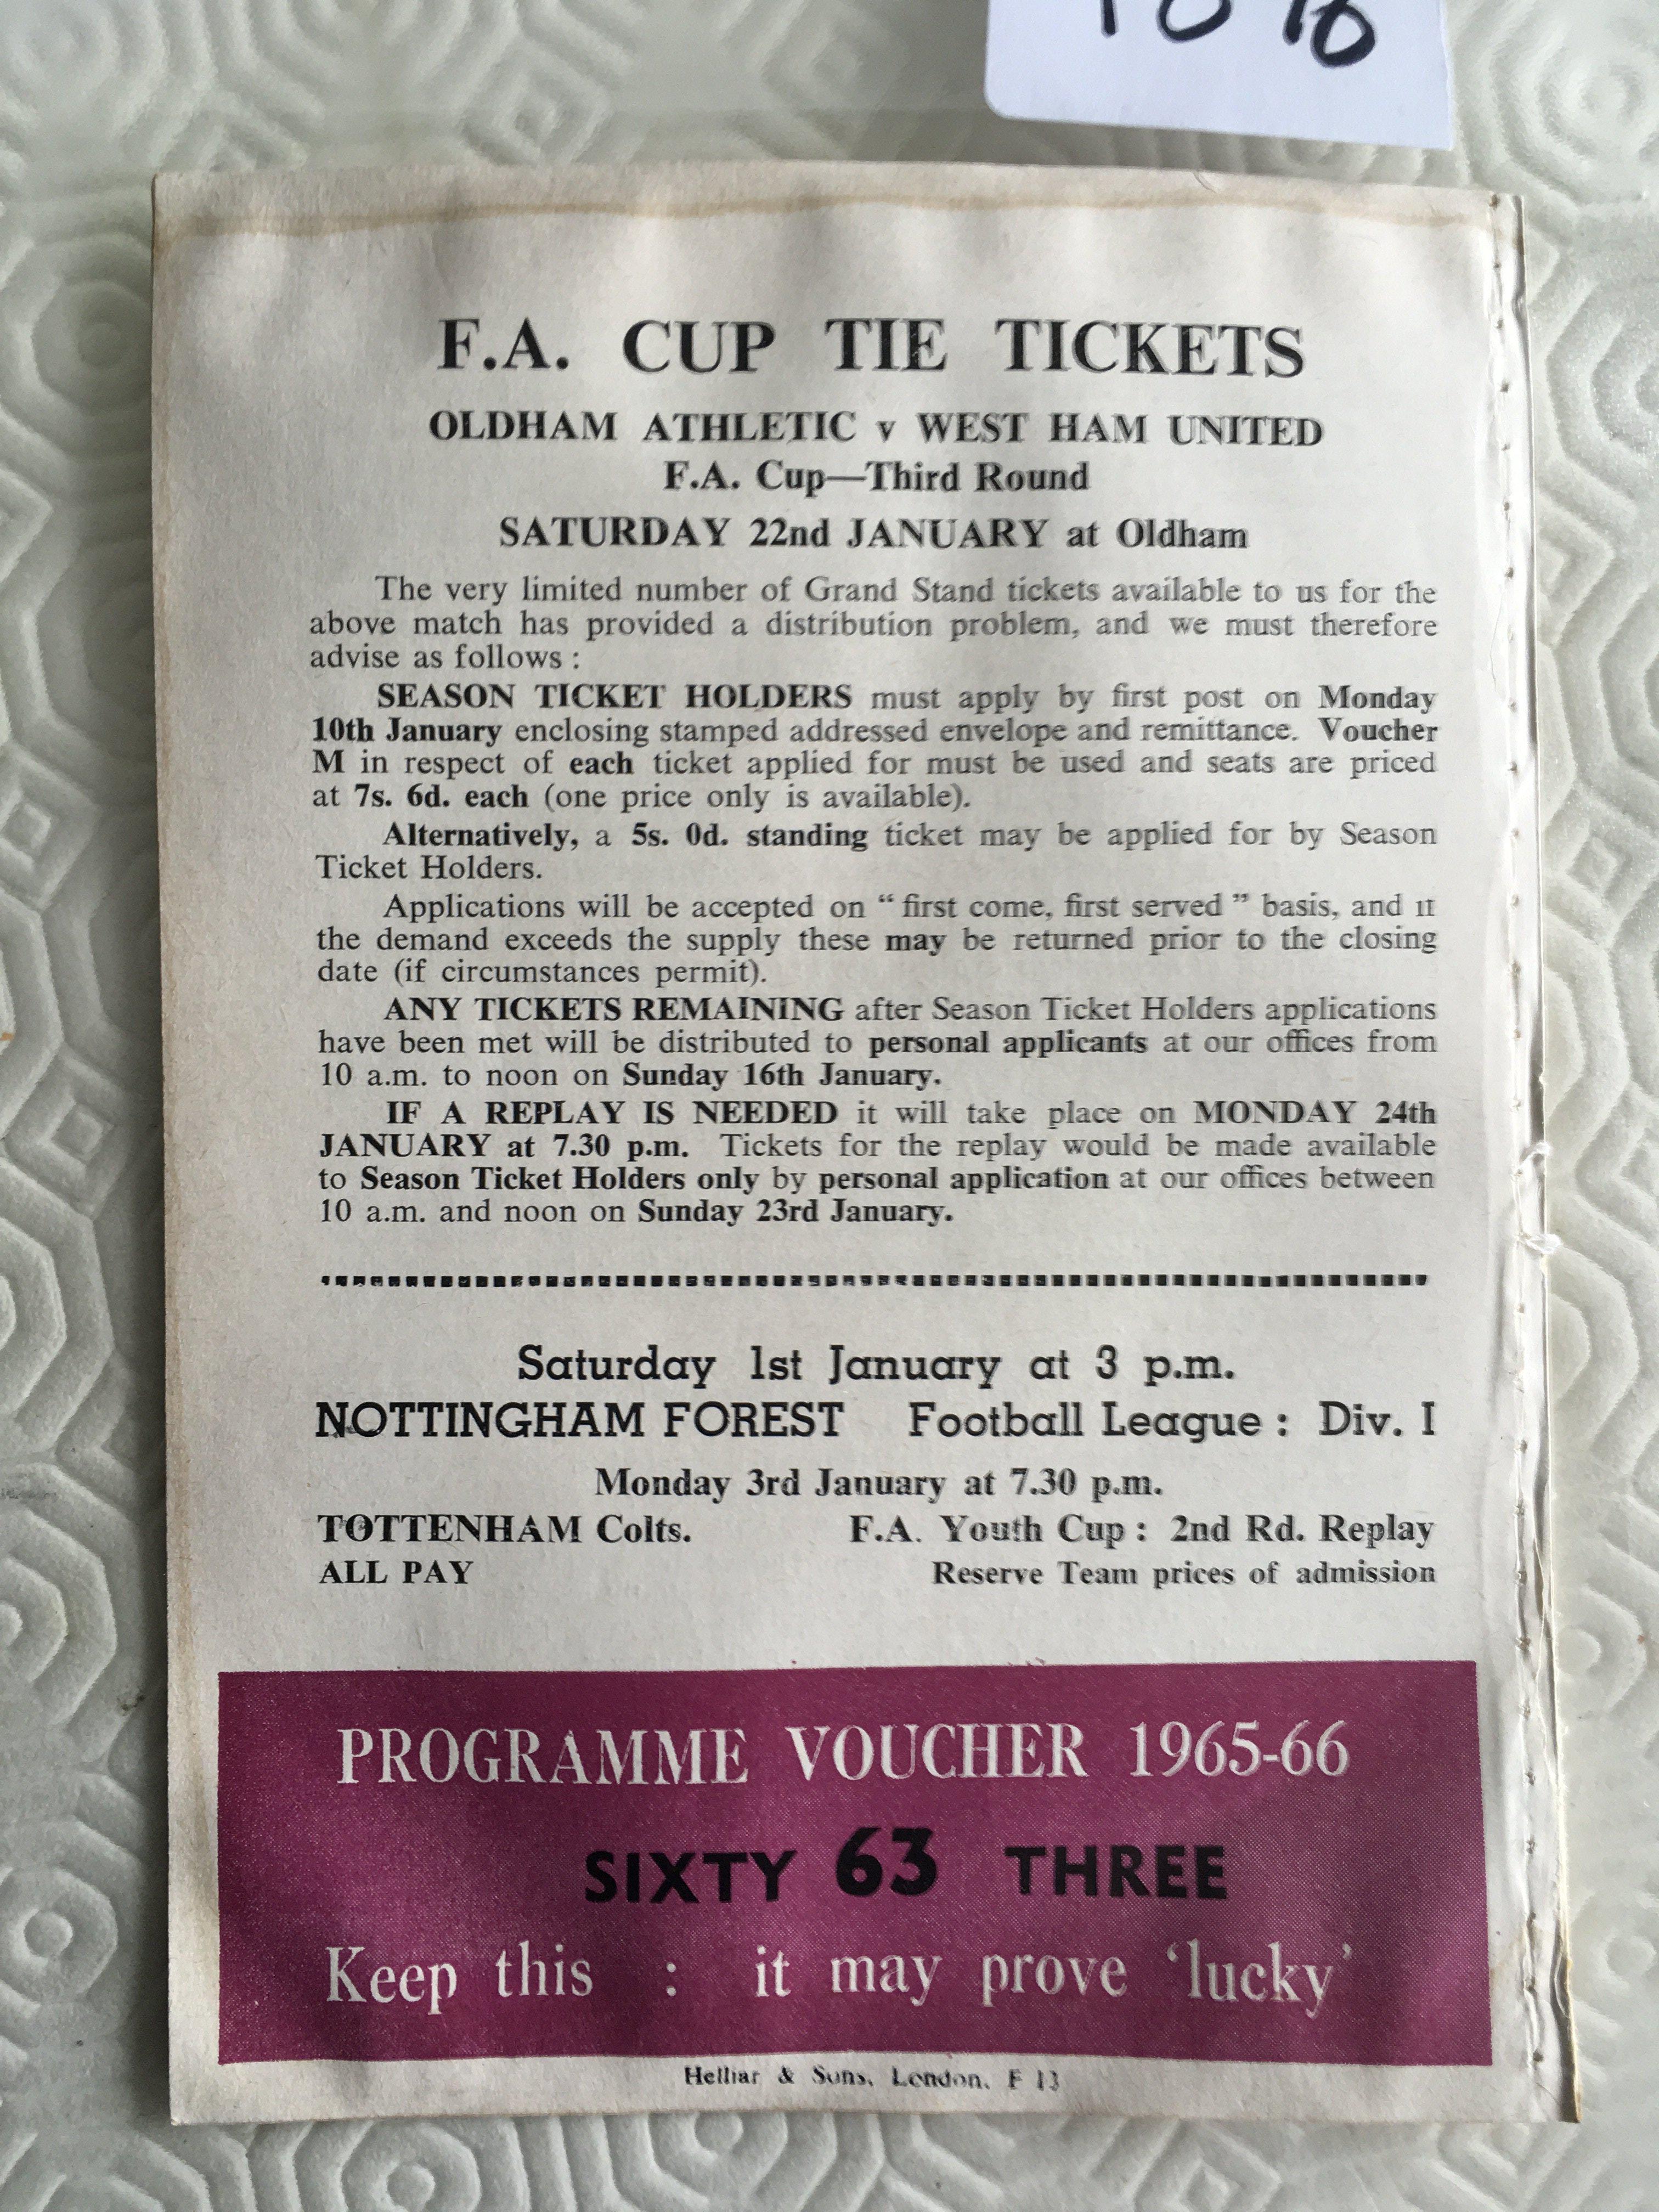 F.A. CUP TIE TICKETS
OLDHAM ATHLETIC v WEST HAM UNITED
F.A. Cup—Third Round
SATURDAY 22nd JANUARY at Oldham
The very limited number of Grand Stand tickets available to us for the
above match has provided a distribution problem, and we must therefore
advise as follows :
SEASON TICKET HOLDERS must apply by first post on Monday
10th January enclosing stamped addressed envelope and remittance. Voucher
M in respect of each ticket applied for must be used and seats are priced
at 7s. 6d. each (one price only is available).
Alternatively, a 5s. 0d. standing ticket may be applied for by Season
Ticket Holders.
Applications will be accepted on “ first come, first served ” basis, and if
the demand exceeds the supply these may be returned prior to the closing
date (if circumstances permit).
ANY TICKETS REMAINING after Season Ticket Holders applications
have been met will be distributed to personal applicants at our offices from
10 a.m. to noon on Sunday 16th January.
IF A REPLAY IS NEEDED it will take place on MONDAY 24th
JANUARY at 7.30 p.m. Tickets for the replay would be made available
to Season Ticket Holders only by personal application at our offices between
10 a.m. and noon on Sunday 23rd January.
Saturday 1st January at 3 p.m.
NOTTINGHAM FOREST Football League : Div. I
Monday 3rd January at 7.30 p.m.
TOTTENHAM Colts. F.A. Youth Cup : 2nd Rd. Replay
ALL PAY Reserve Team prices of admission
PROGRAMME VOUCHER 1965-66
SIXTY 63 THREE
Keep this : it may prove ‘lucky’
Helliar & Sons, London, F 13